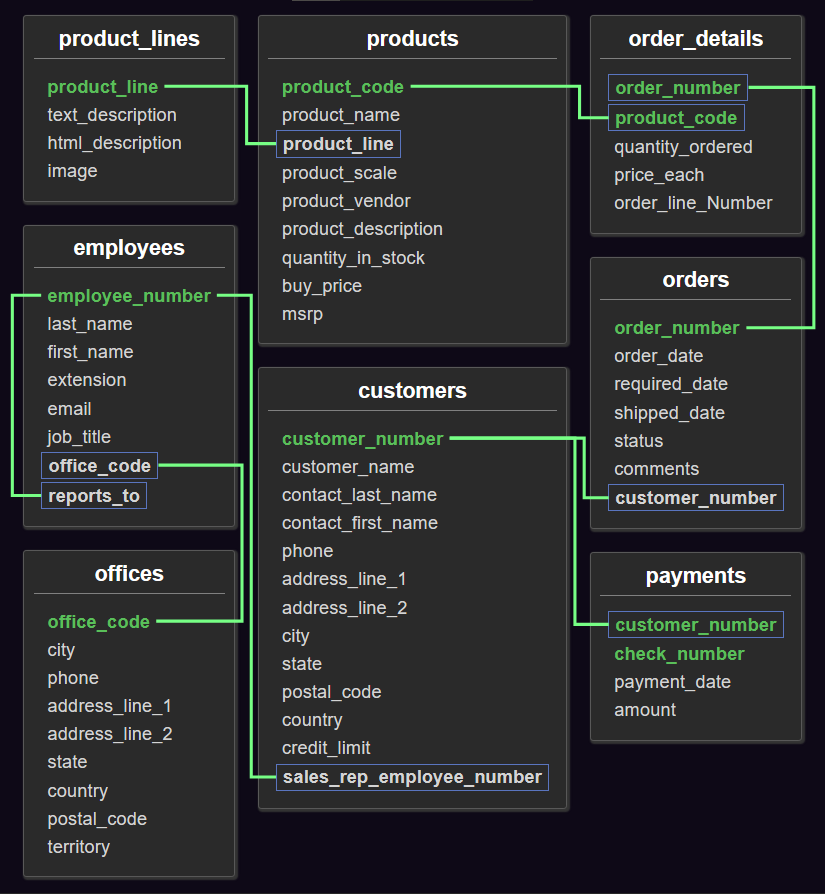 product_lines
product_line
text_description
html_description
image
products
product_code
product_name
product_line
product_scale
product_vendor
product_description
quantity_in_stock
buy_price
msrp
order_details
order_number
product_code
quantity_ordered
price_each
order_line_Number
employees
employee_number
last_name
first_name
extension
email
job_title
office_code
reports_to
customers
customer_number
customer_name
contact_last_name
contact_first_name
phone
address_line_1
address_line_2
city
state
postal_code
country
credit_limit
sales_rep_employee_number
orders
order_number
order_date
required_date
shipped_date
status
comments
customer_number
offices
office_code
city
phone
address_line_1
address_line_2
state
country
postal_code
territory
payments
customer_number
check_number
payment_date
amount